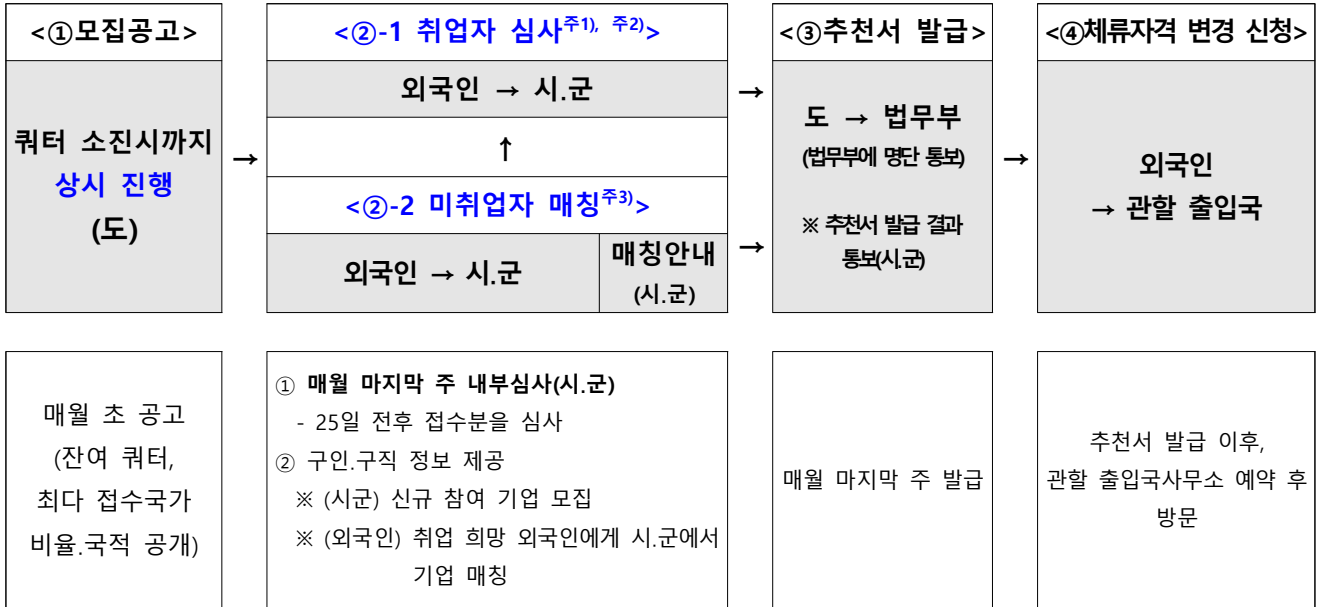 <①모집공고>
쿼터 소진시까지
상시 진행
(도)
→
<②-1 취업자 심사주1), 주2)>
외국인 → 시.군
↑
<②-2 미취업자 매칭주3)>
외국인 → 시.군
매칭안내
(시.군)
→
→
<③추천서 발급>
도 → 법무부
(법무부에 명단 통보)
※ 추천서 발급 결과
통보(시.군)
→
<④체류자격 변경 신청>
외국인
→ 관할 출입국
매월 초 공고
(잔여 쿼터,
최다 접수국가
비율.국적 공개)
① 매월 마지막 주 내부심사(시.군)
- 25일 전후 접수분을 심사
② 구인.구직 정보 제공
※ (시군) 신규 참여 기업 모집
※ (외국인) 취업 희망 외국인에게 시.군에서
기업 매칭
매월 마지막 주 발급
추천서 발급 이후,
관할 출입국사무소 예약 후
방문